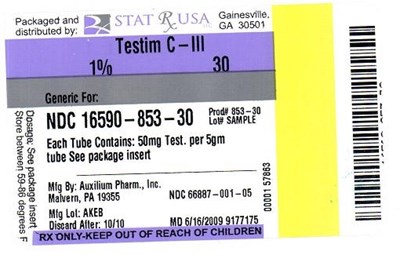 Packaged and distributed by:
STAT RX USA
Gainesville, GA 30501
Testim C-III
1% 30
Generic For:
NDC 16590-853-30
Prod# 853-30
Lot# SAMPLE
Each Tube Contains: 50mg Test. per 5gm
tube See package insert
Mfg By: Auxilium Pharm., Inc.
Malvern, PA 19355
NDC 66887-001-05
Mfg Lot: AKEB
Discard After: 10/10
MD 6/16/2009 9177175
RX ONLY-KEEP OUT OF REACH OF CHILDREN
Dosage: See package insert
Store between 59-86 degrees F
00001 57863